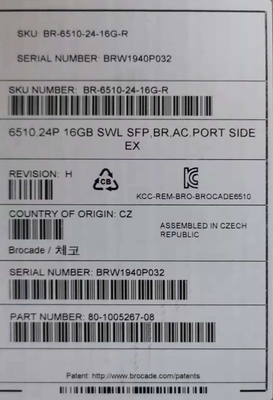 SKU: BR-6510-24-16G-R
SERIAL NUMBER: BRW1940P032
SKU NUMBER: BR-6510-24-16G-R
6510.24P 16GB SWL SFP,BR,AC.PORT SIDE
EX
REVISION: H
CB
KCC-REM-BRO-BROCADE6510
COUNTRY OF ORIGIN: CZ
ASSEMBLED IN CZECH
REPUBLIC
Brocade / 체코
SERIAL NUMBER: BRW1940P032
PART NUMBER: 80-1005267-08
Patent: http://www.brocade.com/patents